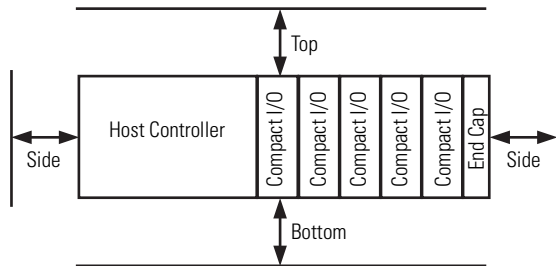 Top
Host Controller
Compact I/O
Compact I/O
Compact I/O
Compact I/O
Compact I/O
End Cap
Side
Side
Bottom